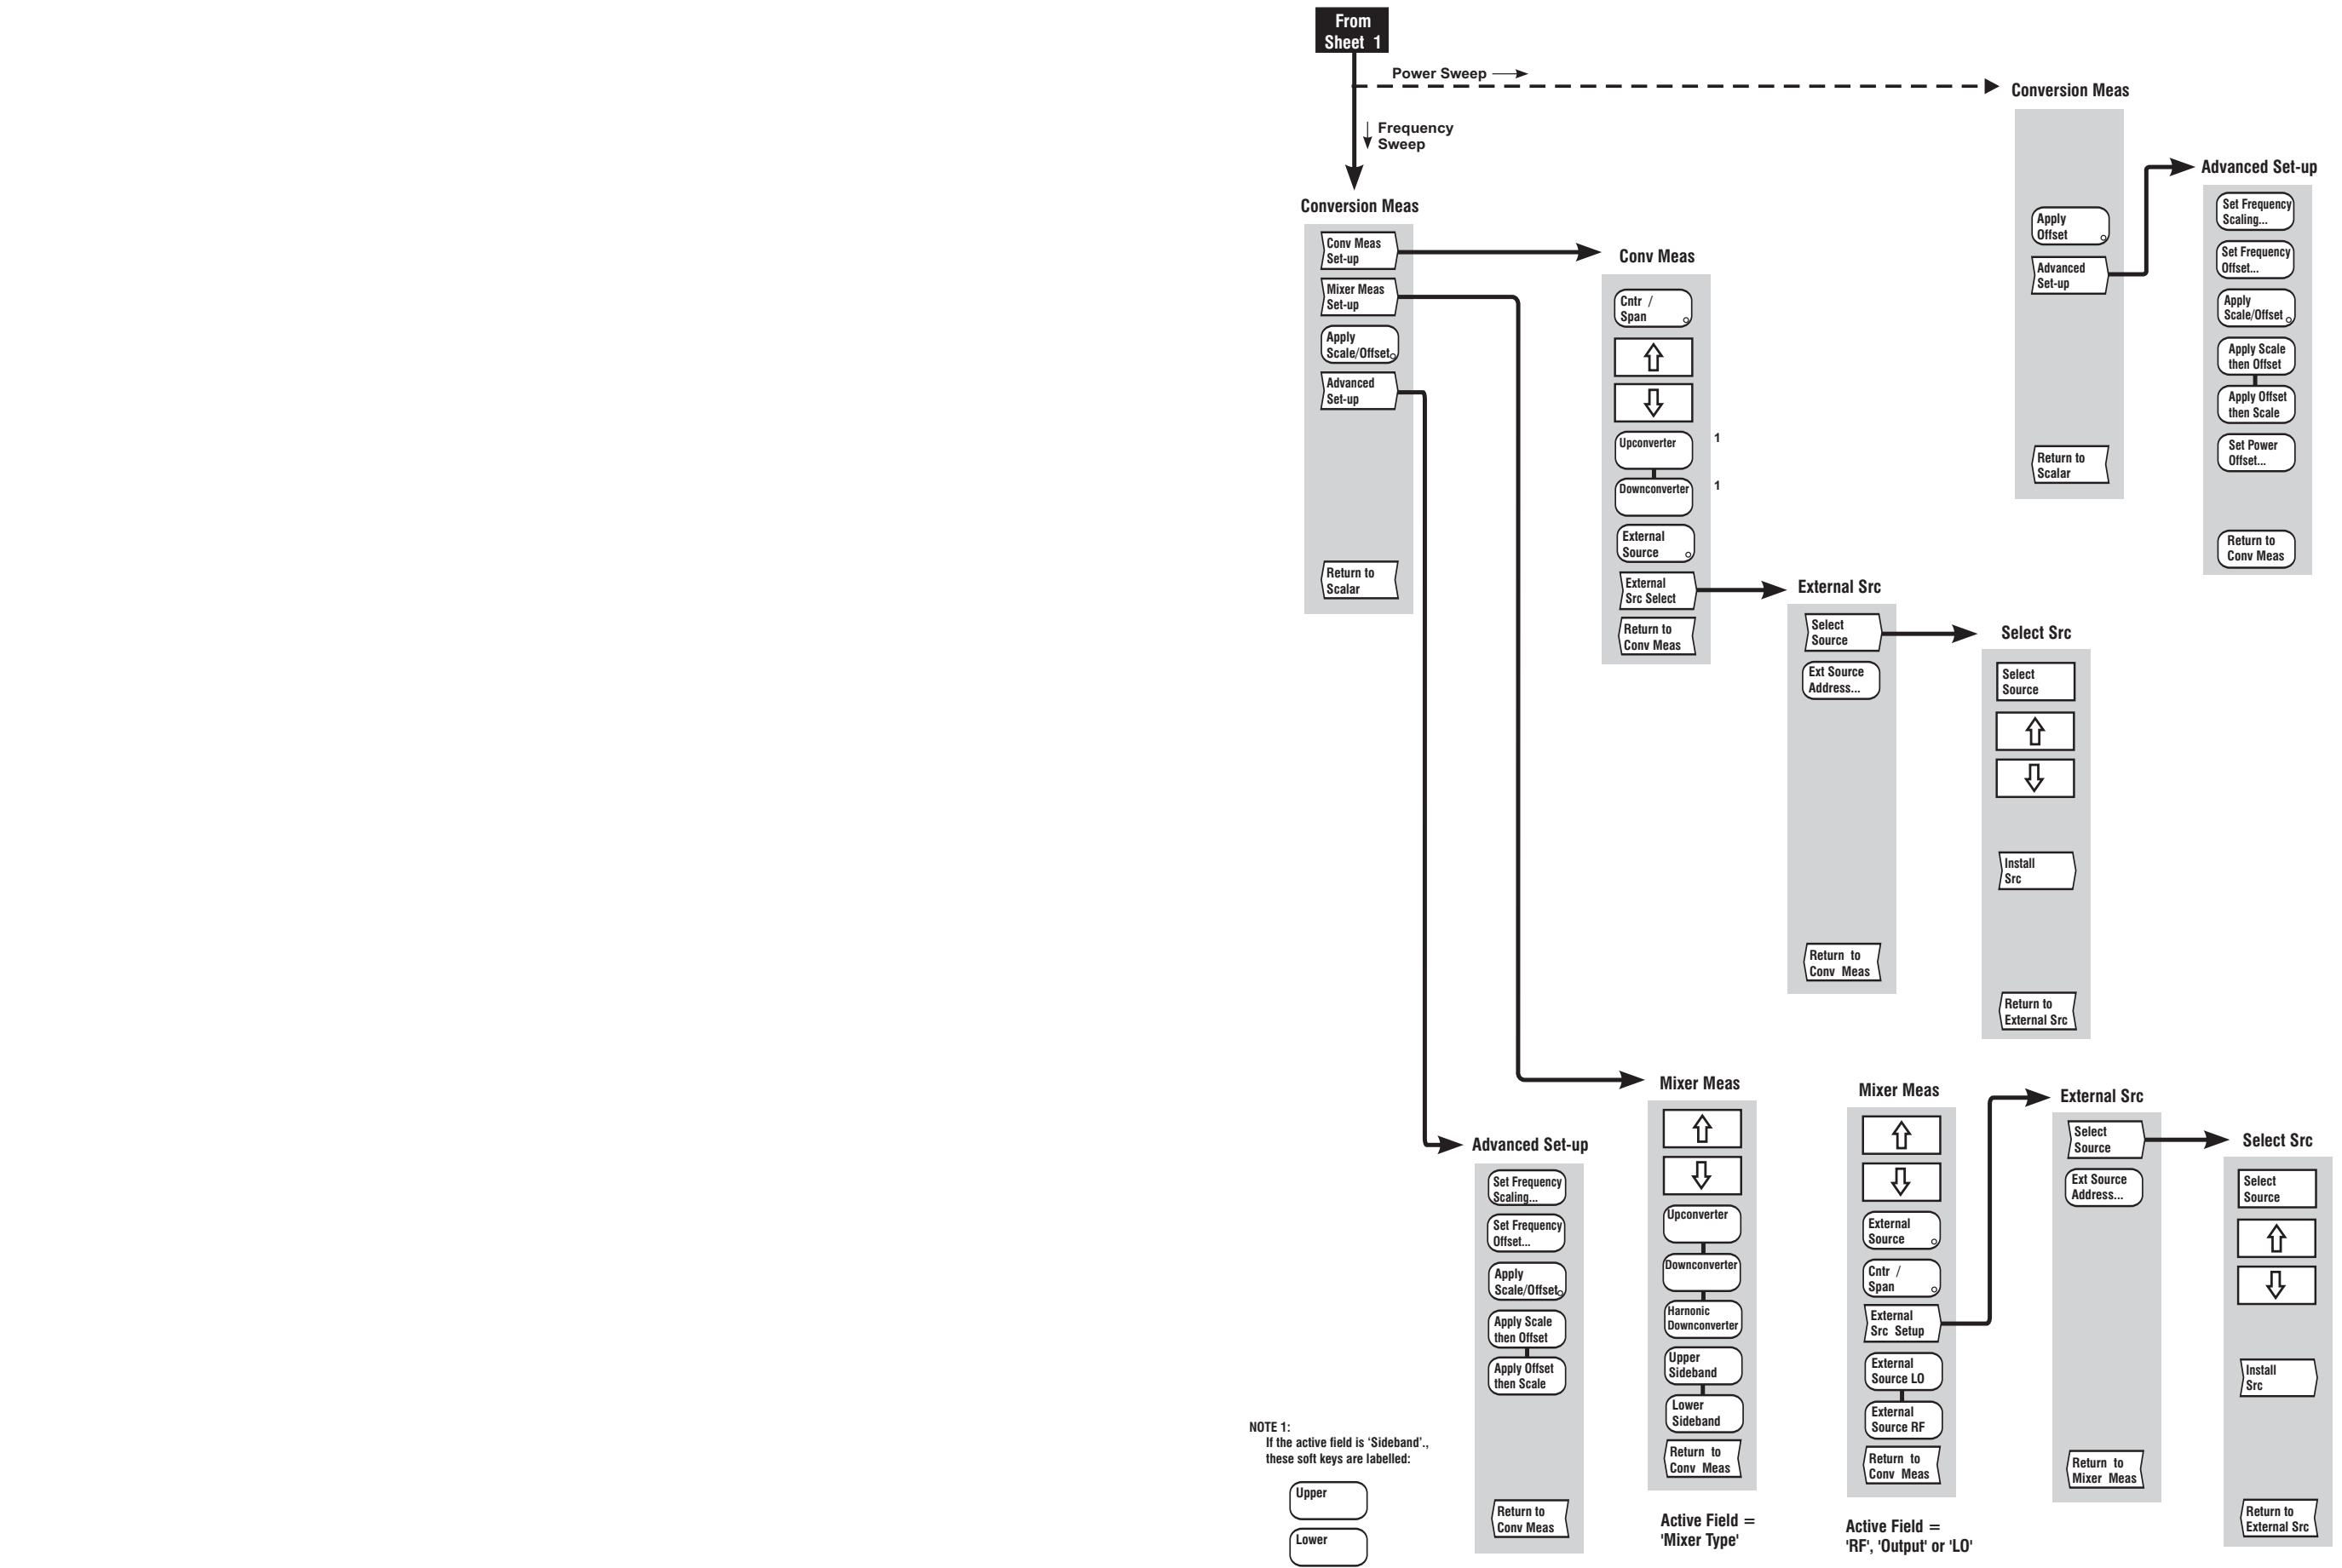 From
Sheet 1
Power Sweep
Frequency
Sweep
Conversion Meas
Conv Meas
Set-up
Mixer Meas
Set-up
Apply
Scale/Offset
Advanced
Set-up
Return to
Scalar
Conv Meas
Cntr /
Span
Upconverter
1
Downconverter
1
External
Source
External
Src Select
Return to
Conv Meas
External Src
Select
Source
Ext Source
Address...
Return to
Conv Meas
Select Src
Select
Source
Install
Src
Return to
External Src
Conversion Meas
Apply
Offset
Advanced
Set-up
Return to
Scalar
Advanced Set-up
Set Frequency
Scaling...
Set Frequency
Offset...
Apply
Scale/Offset
Apply Scale
then Offset
Apply Offset
then Scale
Set Power
Offset...
Return to
Conv Meas
Advanced Set-up
Set Frequency
Scaling...
Set Frequency
Offset...
Apply
Scale/Offset
Apply Scale
then Offset
Apply Offset
then Scale
Return to
Conv Meas
Mixer Meas
Upconverter
Downconverter
Harnonic
Downconverter
Upper
Sideband
Lower
Sideband
Return to
Conv Meas
Active Field =
'Mixer Type'
Mixer Meas
External
Source
Cntr /
Span
External
Src Setup
External
Source LO
External
Source RF
Return to
Conv Meas
Active Field =
'RF', 'Output' or 'LO'
External Src
Select
Source
Ext Source
Address...
Return to
Mixer Meas
Select Src
Select
Source
Install
Src
Return to
External Src
NOTE 1:
If the active field is ‘Sideband’.,
these soft keys are labelled:
Upper
Lower